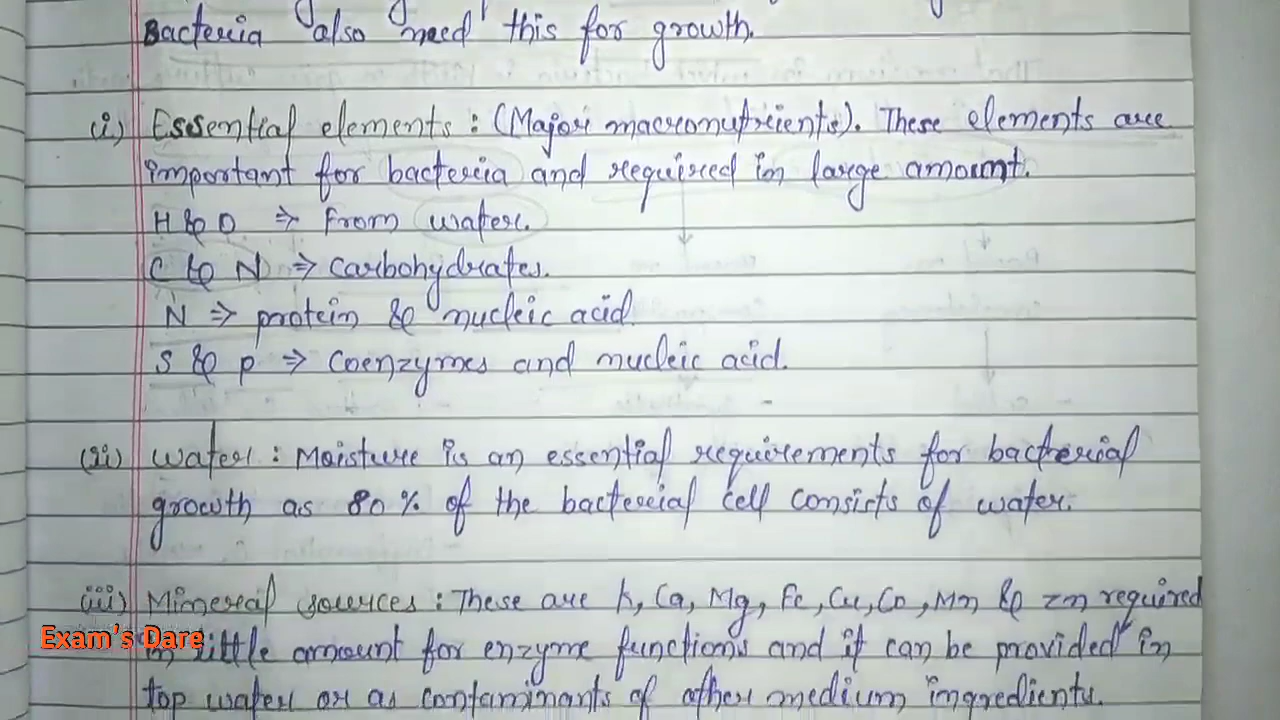 Bacteria also need this for growth.
(i) Essential elements : (Major macronutrients). These elements are
important for bacteria and required in large amount.
H & O ⇒ From water.
C & N ⇒ carbohydrates.
N ⇒ protein & nucleic acid.
S & P ⇒ Coenzymes and nucleic acid.
(ii) Water : Moisture is an essential requirements for bacterial
growth as 80% of the bacterial cell consists of water.
(iii) Mineral sources : These are K, Ca, Mg, Fe, Cu, Co, Mn & Zn required
Exam's Dare
in little amount for enzyme functions and it can be provided in
top water or as contaminants of other medium ingredients.